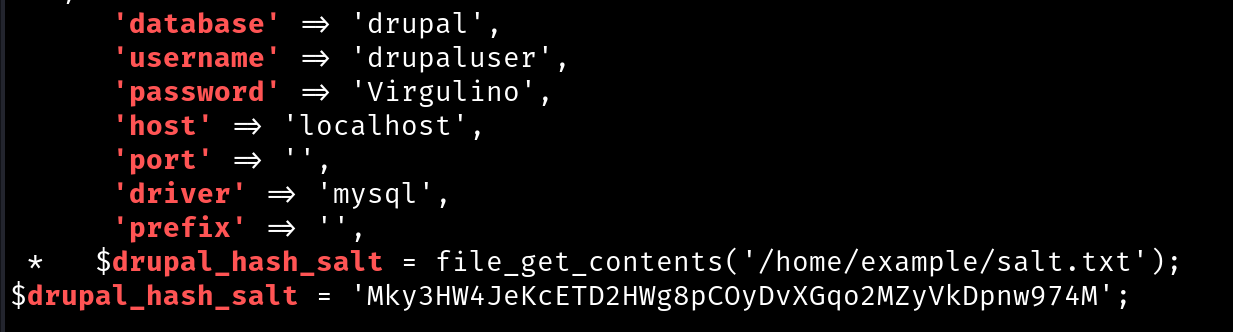 'database' => 'drupal',
'username' => 'drupaluser',
'password' => 'Virgulino',
'host' => 'localhost',
'port' => '',
'driver' => 'mysql',
'prefix' => '',
* $drupal_hash_salt = file_get_contents('/home/example/salt.txt');
$drupal_hash_salt = 'Mky3HW4JeKcETD2HWg8pCOyDvXGqo2MZyVkDpnw974M';